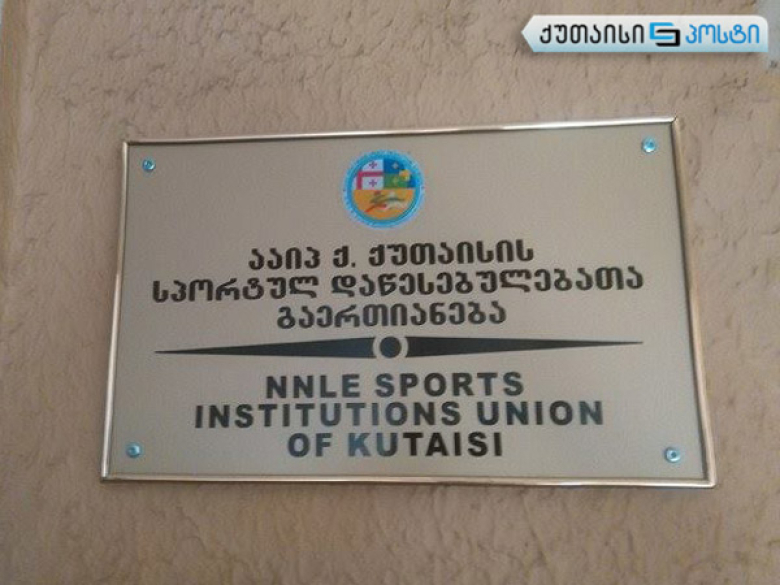 ქუთაისი პოსტი
ააიპ ქ. ქუთაისის
სპორტულ დაწესებულებათა
გაერთიანება
NNLE SPORTS
INSTITUTIONS UNION
OF KUTAISI